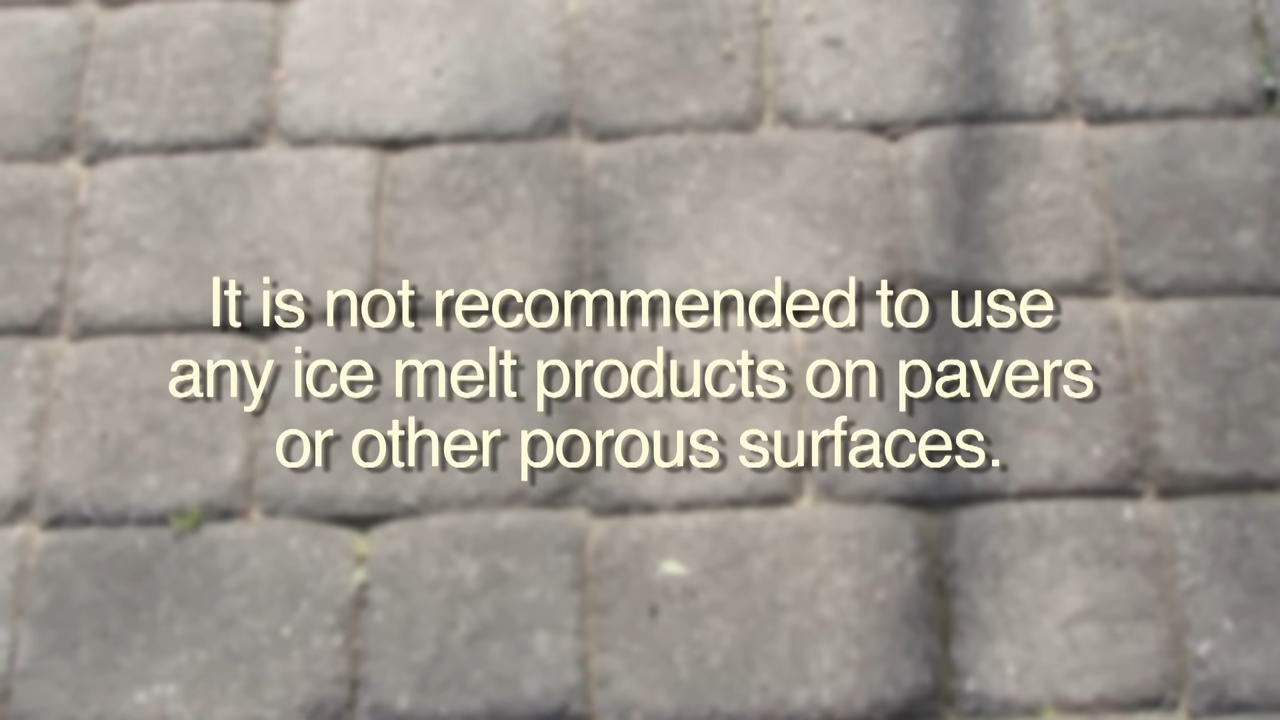 It is not recommended to use
any ice melt products on pavers
or other porous surfaces.